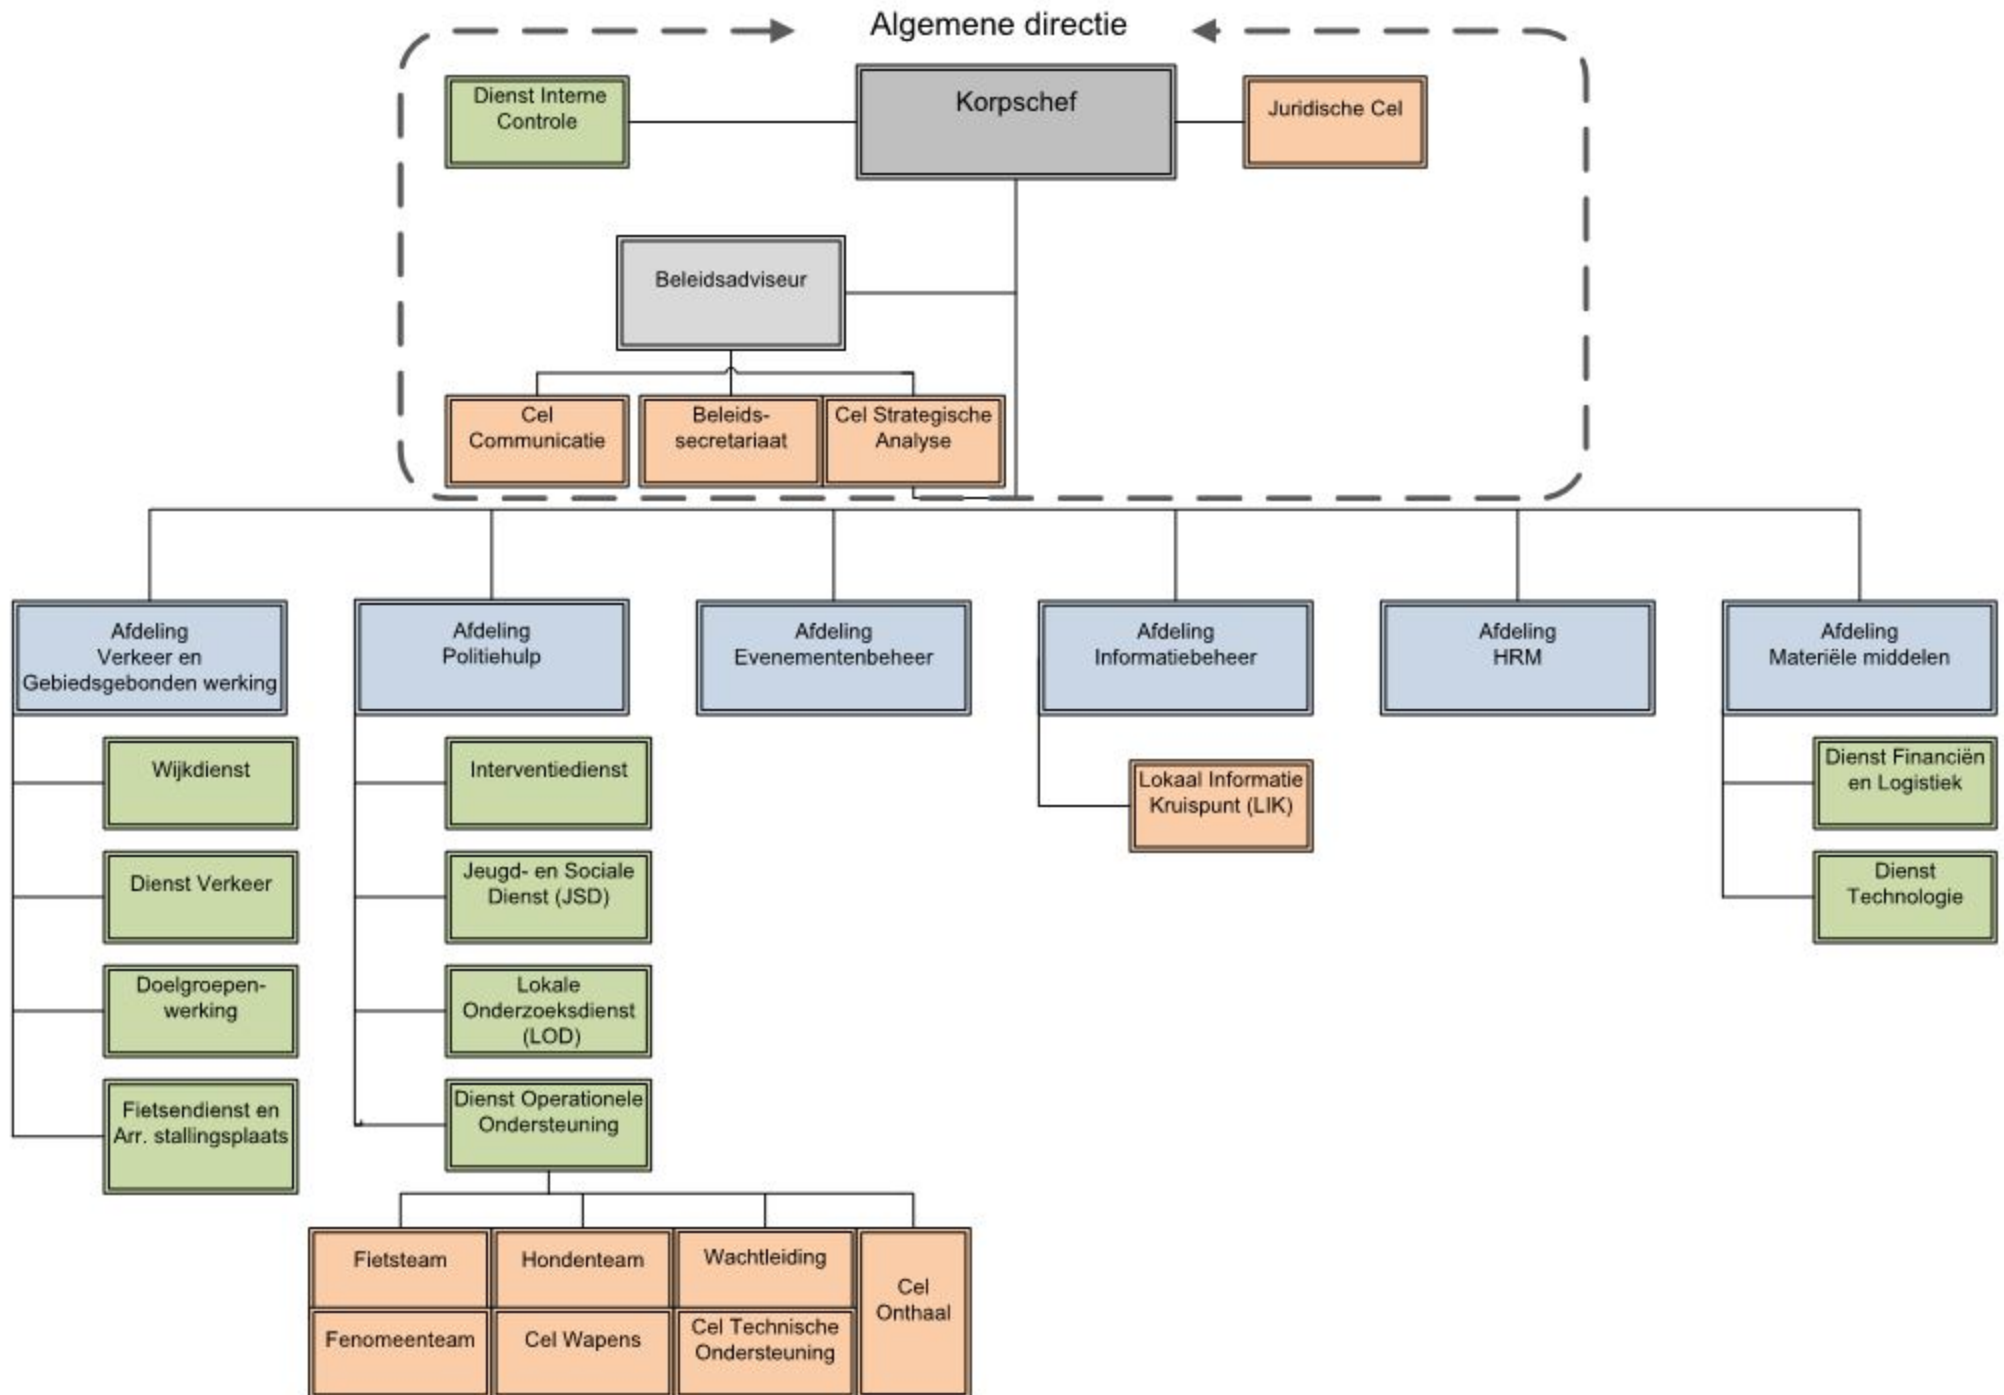 Algemene directie
Dienst Interne
Controle
Korpschef
Juridische Cel
Beleidsadviseur
Cel
Communicatie
Beleids-
secretariaat
Cel Strategische
Analyse
Afdeling
Verkeer en
Gebiedsgebonden werking
Afdeling
Politiehulp
Afdeling
Evenementenbeheer
Afdeling
Informatiebeheer
Afdeling
HRM
Afdeling
Materiële middelen
Wijkdienst
Dienst Verkeer
Doelgroepen-
werking
Fietsendienst en
Arr. stallingsplaats
Interventiedienst
Jeugd- en Sociale
Dienst (JSD)
Lokale
Onderzoeksdienst
(LOD)
Dienst Operationele
Ondersteuning
Lokaal Informatie
Kruispunt (LIK)
Dienst Financiën
en Logistiek
Dienst
Technologie
Fietsteam
Hondenteam
Wachtleiding
Cel
Onthaal
Fenomeenteam
Cel Wapens
Cel Technische
Ondersteuning